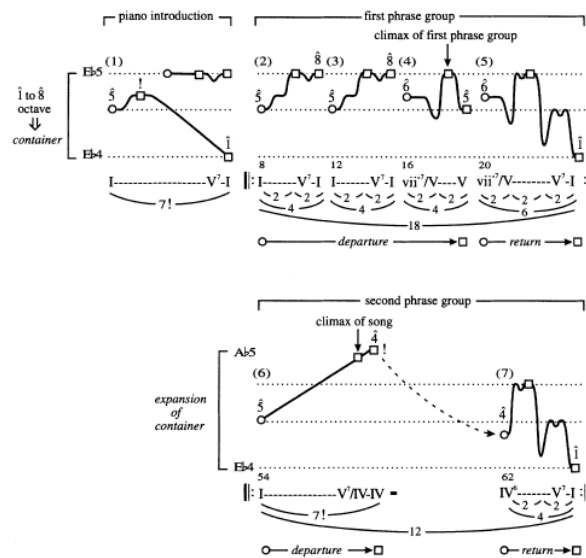 piano introduction
first phrase group
climax of first phrase group
(1) (2) (3) (4) (5)
E♭5
! 8̂ 8̂
1̂ to 8̂
octave
⇓
container
5̂ 5̂ 5̂ 6̂ 5̂ 6̂
1̂ 1̂
E♭4
8 12 16 20
I----------------------V⁷-I ‖: I-------V⁷-I I--------V⁷-I vii°⁷/V-----V vii°⁷/V---------V⁷-I :‖
2 2 2 2 2 2 2 2 2
7! 4 4 4 6
18
departure return
second phrase group
climax of song
A♭5
4̂
!
(6) (7)
expansion
of
container
5̂ 4̂
1̂
E♭4
54 62
‖: I-----------------V⁷/IV-IV = IV⁶-------V⁷-I :‖
2 2
7! 4
12
departure return